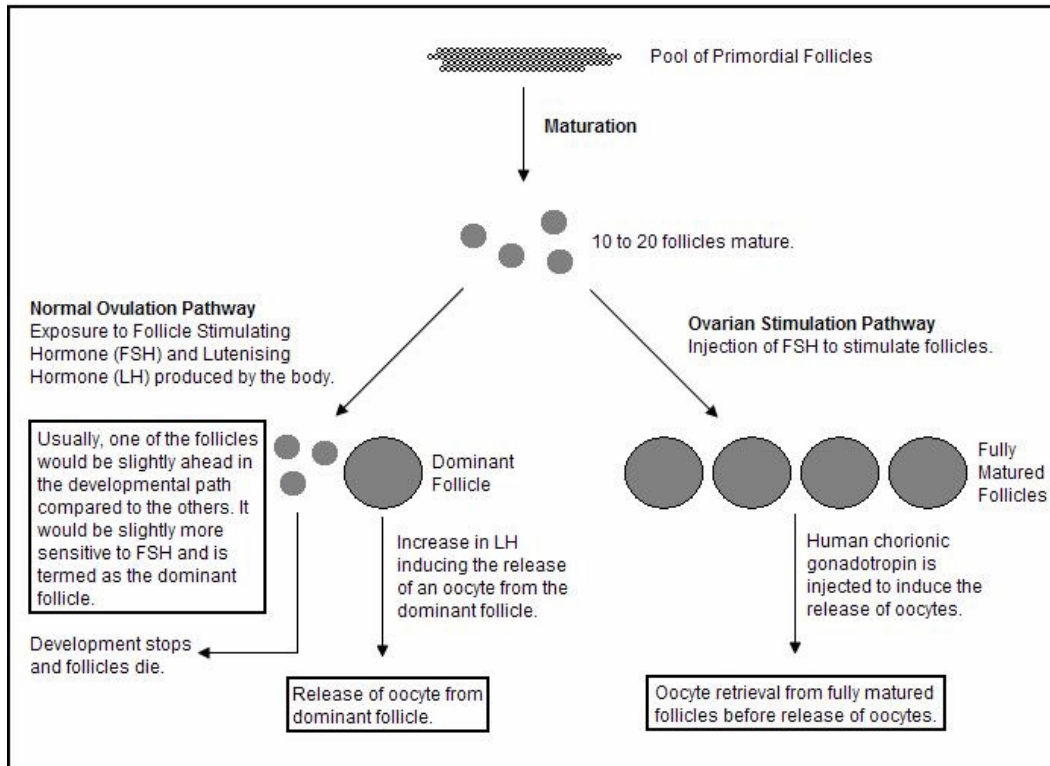 Pool of Primordial Follicles
Maturation
10 to 20 follicles mature.
Normal Ovulation Pathway
Exposure to Follicle Stimulating
Hormone (FSH) and Lutenising
Hormone (LH) produced by the body.
Ovarian Stimulation Pathway
Injection of FSH to stimulate follicles.
Usually, one of the follicles
would be slightly ahead in
the developmental path
compared to the others. It
would be slightly more
sensitive to FSH and is
termed as the dominant
follicle.
Dominant
Follicle
Fully
Matured
Follicles
Increase in LH
inducing the release
of an oocyte from the
dominant follicle.
Human chorionic
gonadotropin is
injected to induce the
release of oocytes.
Development stops
and follicles die.
Release of oocyte from
dominant follicle.
Oocyte retrieval from fully matured
follicles before release of oocytes.